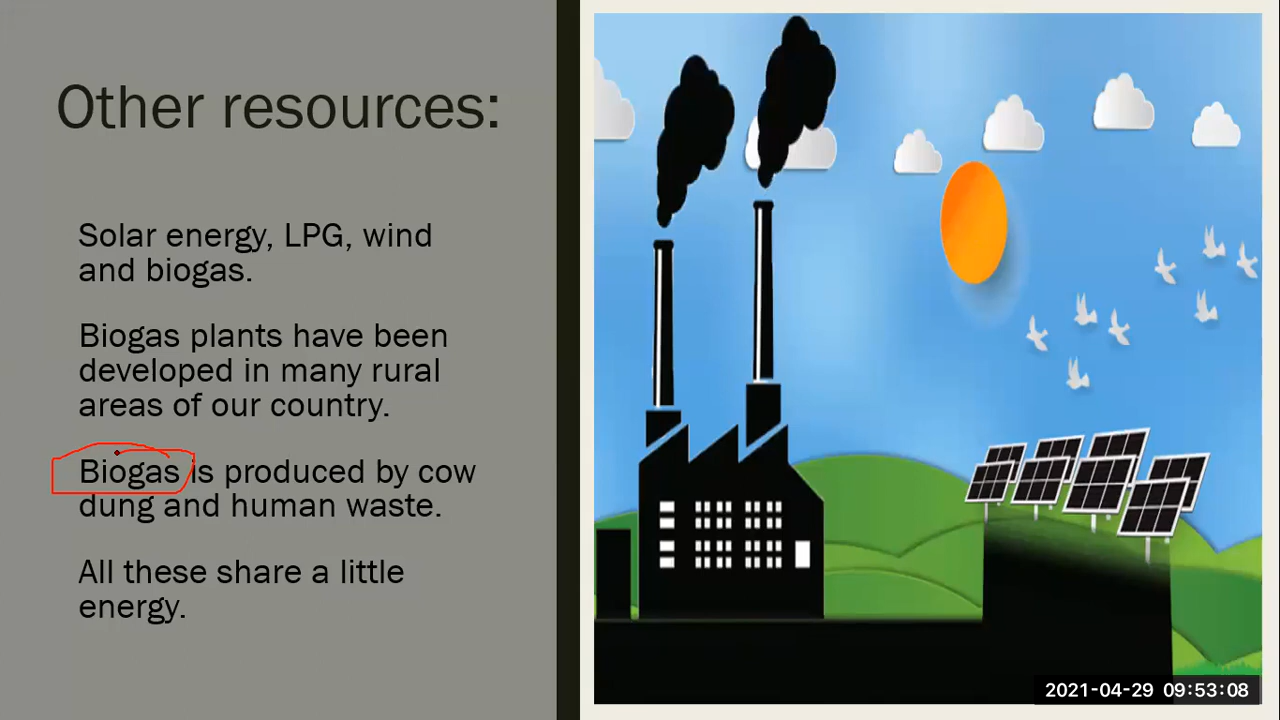 Other resources:
Solar energy, LPG, wind
and biogas.
Biogas plants have been
developed in many rural
areas of our country.
Biogas is produced by cow
dung and human waste.
All these share a little
energy.
2021-04-29 09:53:08